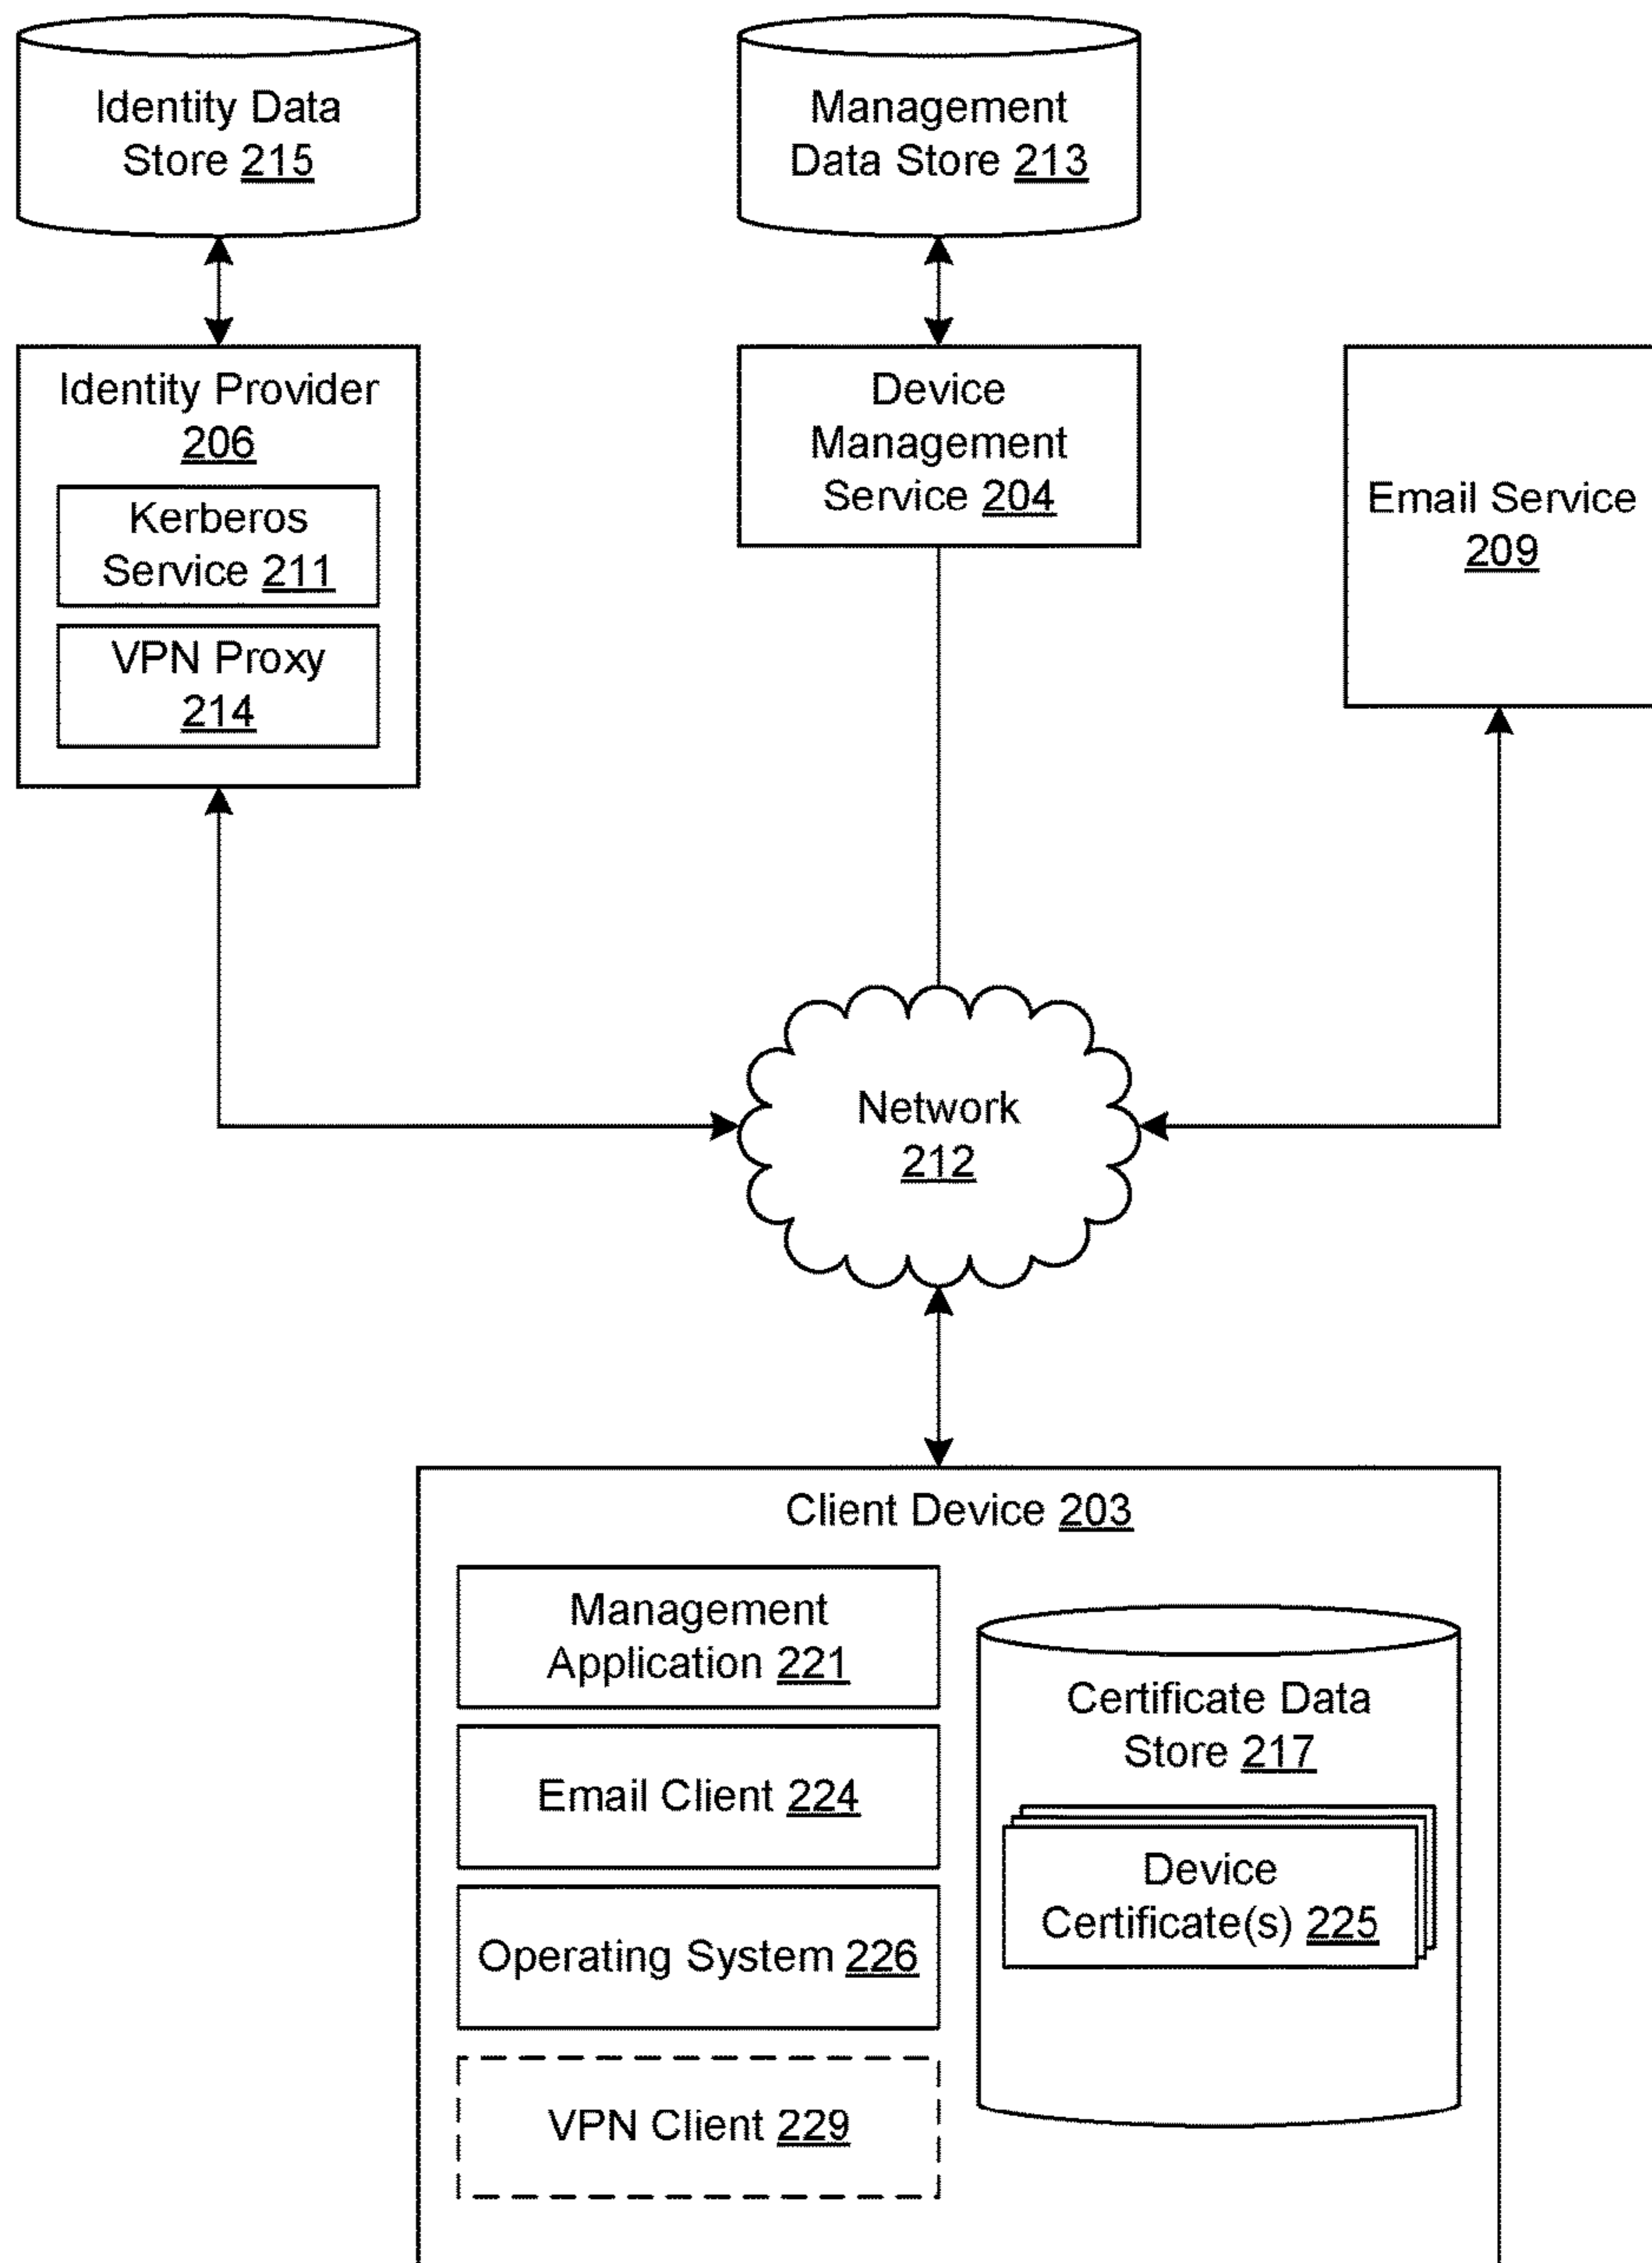 Identity Data
Store 215
Management
Data Store 213
Identity Provider
206
Kerberos
Service 211
VPN Proxy
214
Device
Management
Service 204
Email Service
209
Network
212
Client Device 203
Management
Application 221
Email Client 224
Operating System 226
VPN Client 229
Certificate Data
Store 217
Device
Certificate(s) 225